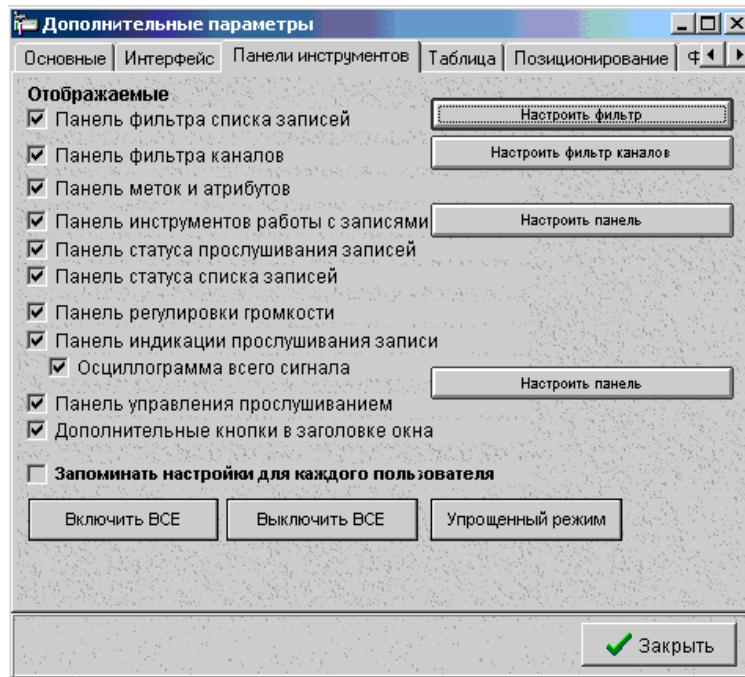 Дополнительные параметры
Основные Интерфейс Панели инструментов Таблица Позиционирование Ф
Отображаемые
Панель фильтра списка записей Настроить фильтр
Панель фильтра каналов Настроить фильтр каналов
Панель меток и атрибутов
Панель инструментов работы с записями Настроить панель
Панель статуса прослушивания записей
Панель статуса списка записей
Панель регулировки громкости
Панель индикации прослушивания записи
Осциллограмма всего сигнала
Настроить панель
Панель управления прослушиванием
Дополнительные кнопки в заголовке окна
Запоминать настройки для каждого пользователя
Включить ВСЕ Выключить ВСЕ Упрощенный режим
Закрыть